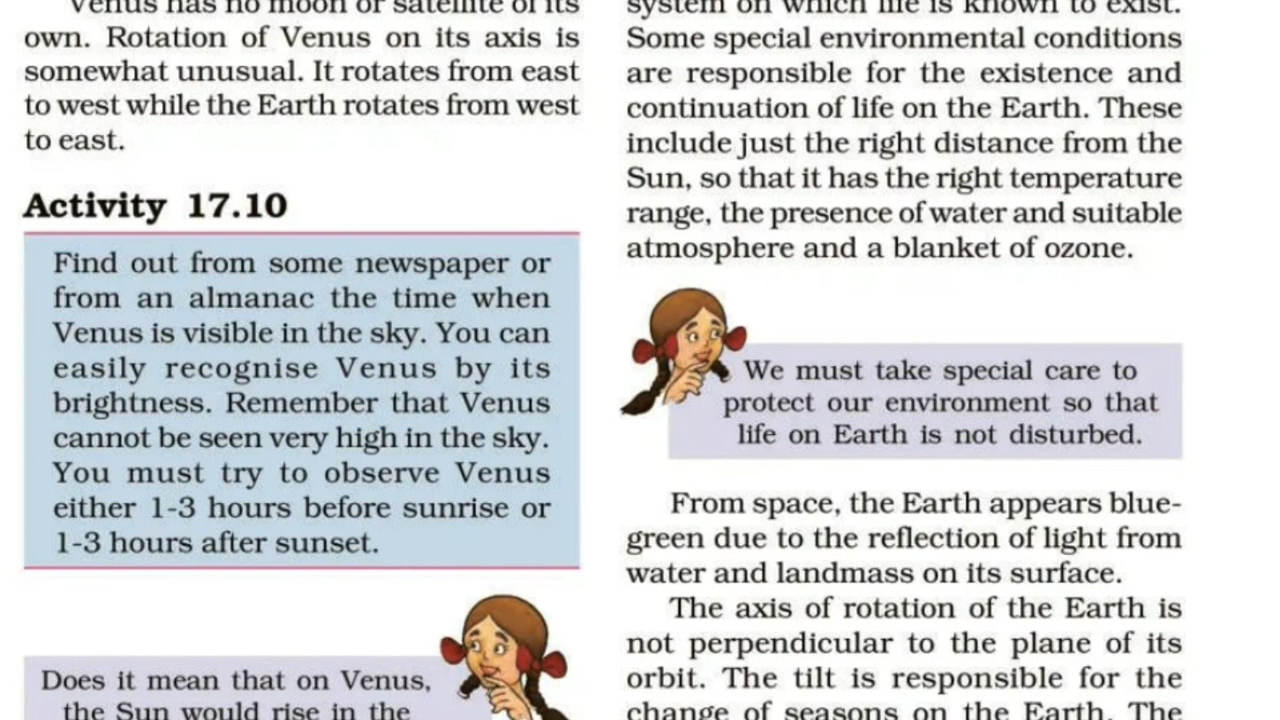 Venus has no moon or satellite of its
own. Rotation of Venus on its axis is
somewhat unusual. It rotates from east
to west while the Earth rotates from west
to east.
Activity 17.10
Find out from some newspaper or
from an almanac the time when
Venus is visible in the sky. You can
easily recognise Venus by its
brightness. Remember that Venus
cannot be seen very high in the sky.
You must try to observe Venus
either 1-3 hours before sunrise or
1-3 hours after sunset.
Does it mean that on Venus,
the Sun would rise in the
system on which life is known to exist.
Some special environmental conditions
are responsible for the existence and
continuation of life on the Earth. These
include just the right distance from the
Sun, so that it has the right temperature
range, the presence of water and suitable
atmosphere and a blanket of ozone.
We must take special care to
protect our environment so that
life on Earth is not disturbed.
From space, the Earth appears blue-
green due to the reflection of light from
water and landmass on its surface.
The axis of rotation of the Earth is
not perpendicular to the plane of its
orbit. The tilt is responsible for the
change of seasons on the Earth. The